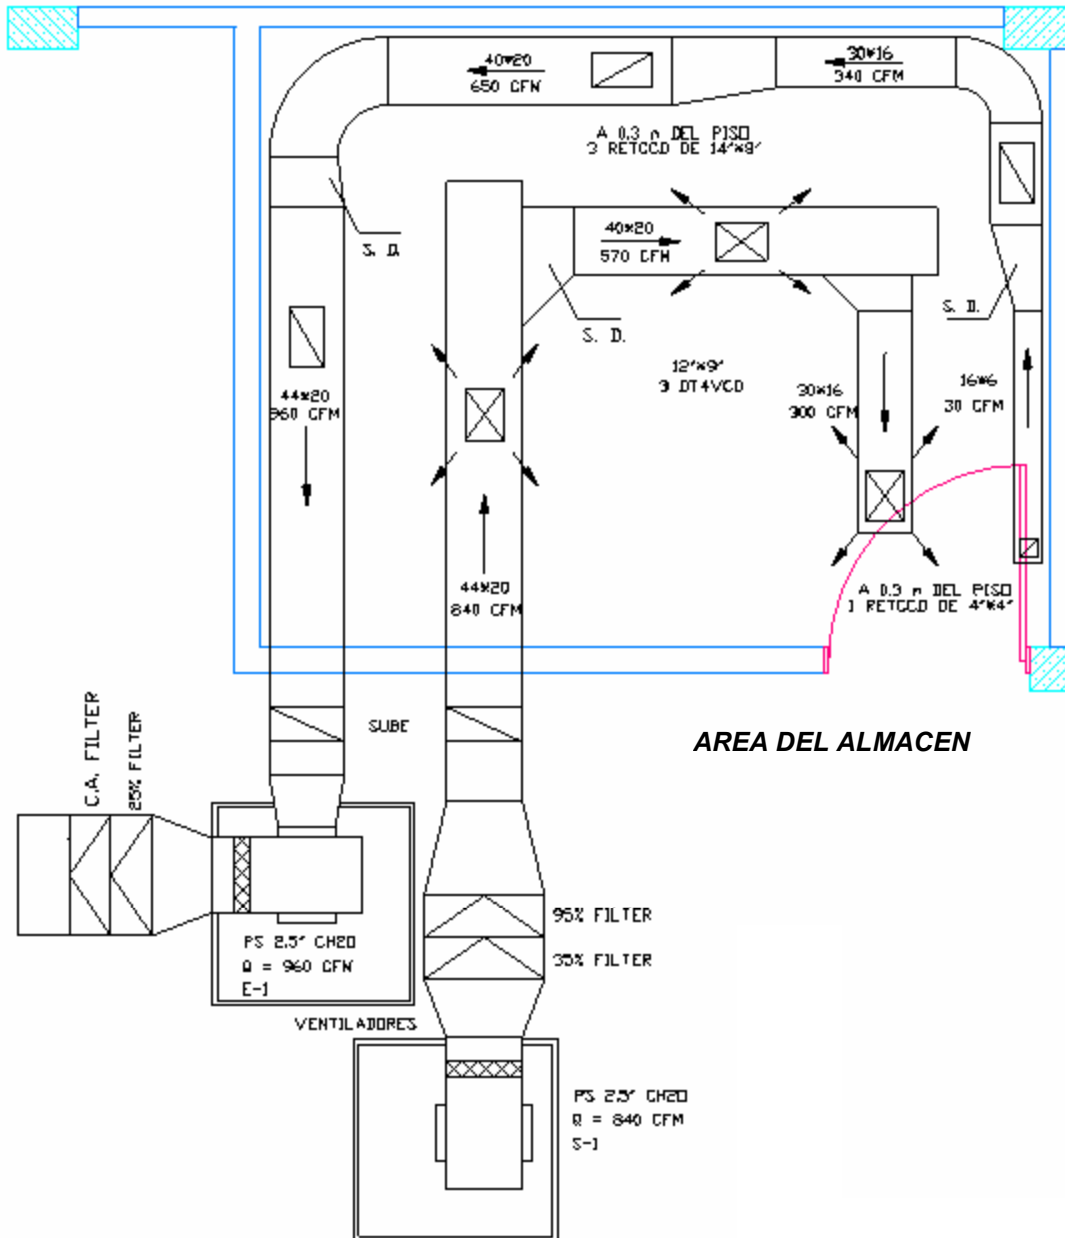 40*20
650 CFM
30*16
340 CFM
A 0.3 m DEL PISO
3 RETCCD DE 14"*8"
S. D.
40*20
570 CFM
S. D.
S. D.
12"*9"
3 DT4VCD
44*20
960 CFM
30*16
300 CFM
16*6
30 CFM
44*20
840 CFM
A 0.3 m DEL PISO
1 RETCCD DE 4"*4"
SUBE
AREA DEL ALMACEN
C.A. FILTER
25% FILTER
95% FILTER
35% FILTER
PS 2.5" CH2O
Q = 960 CFM
E-1
VENTILADORES
PS 2.5" CH2O
Q = 840 CFM
S-1